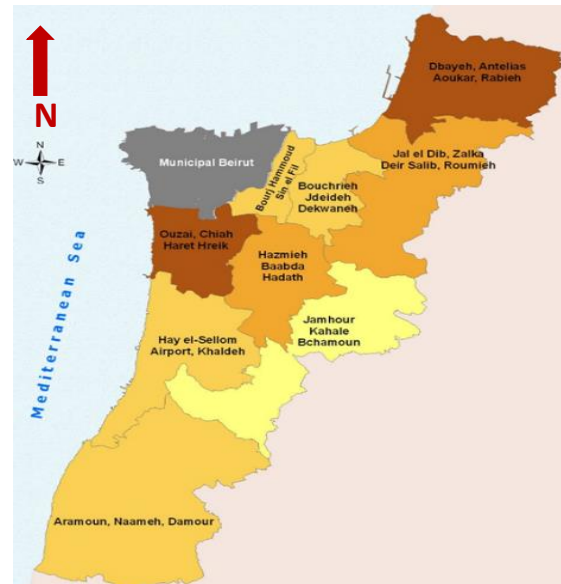 N
N
W
E
S
Dbayeh, Antelias
Aoukar, Rabieh
Municipal Beirut
Bourj Hammoud
Sin el Fil
Jal el Dib, Zalka
Deir Salib, Roumieh
Bouchrieh
Jdeideh
Dekwaneh
Ouzai, Chiah
Haret Hreik
Hazmieh
Baabda
Hadath
Jamhour
Kahale
Bchamoun
Hay el-Sellom
Airport, Khaldeh
Mediterranean Sea
Aramoun, Naameh, Damour